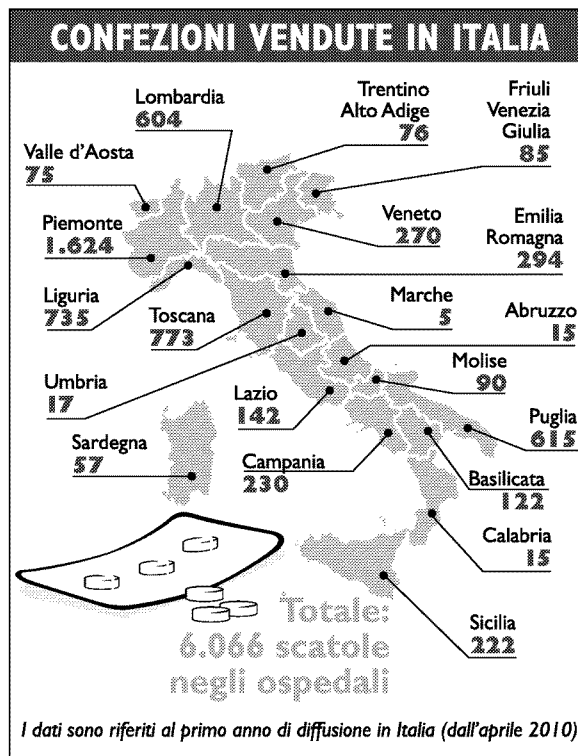 CONFEZIONI VENDUTE IN ITALIA
Lombardia
604
Trentino
Alto Adige
76
Friuli
Venezia
Giulia
85
Valle d'Aosta
75
Piemonte
1.624
Veneto
270
Emilia
Romagna
294
Liguria
735
Toscana
773
Marche
5
Abruzzo
15
Molise
90
Umbria
17
Lazio
142
Puglia
615
Sardegna
57
Campania
230
Basilicata
122
Calabria
15
Sicilia
222
Totale:
6.066 scatole
negli ospedali
I dati sono riferiti al primo anno di diffusione in Italia (dall'aprile 2010)